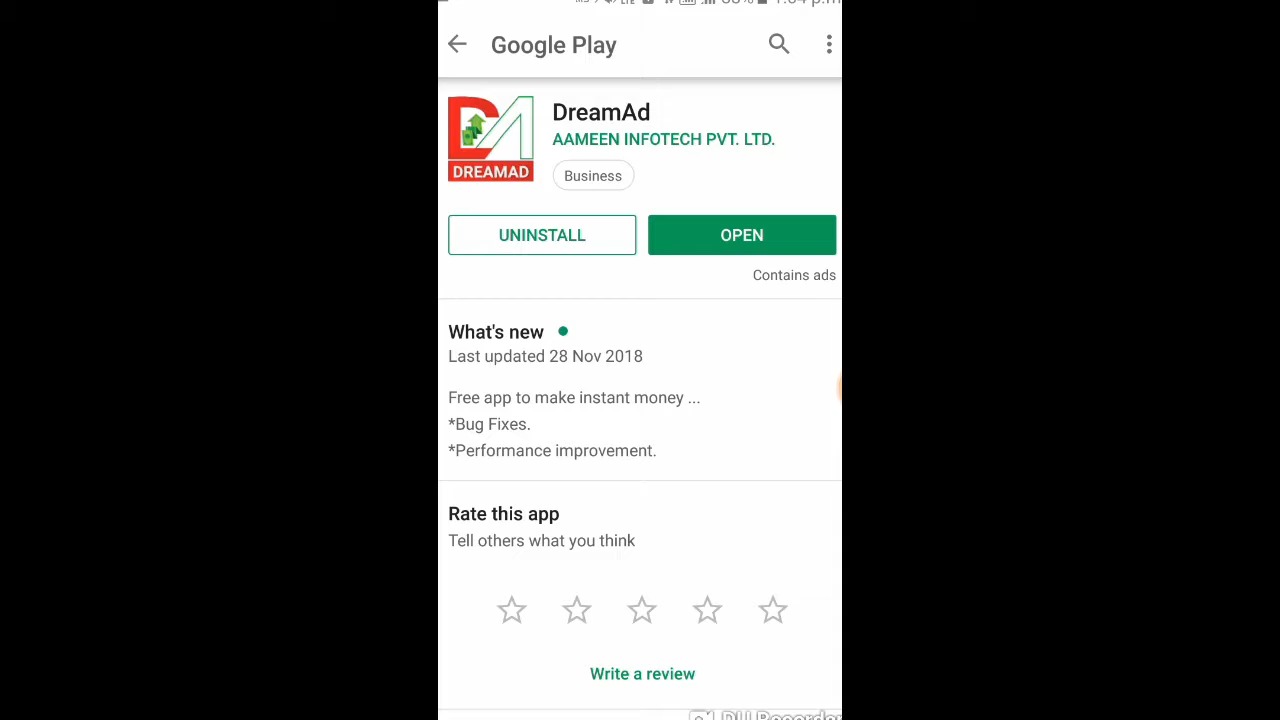 Google Play
DreamAd
AAMEEN INFOTECH PVT. LTD.
DREAMAD
Business
UNINSTALL
OPEN
Contains ads
What's new
Last updated 28 Nov 2018
Free app to make instant money ...
*Bug Fixes.
*Performance improvement.
Rate this app
Tell others what you think
Write a review